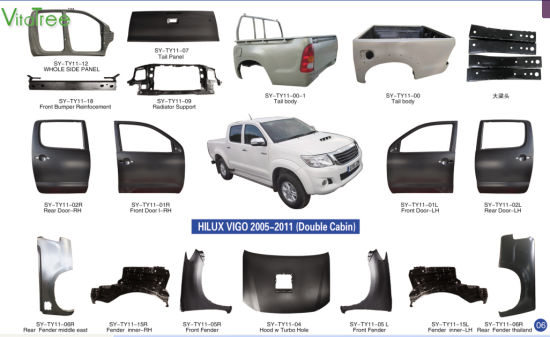 VitaTree
SY-TY11-12
WHOLE SIDE PANEL
SY-TY11-07
Tail Panel
SY-TY11-18
Front Bumper Reinfocement
SY-TY11-09
Radiator Support
SY-TY11-00-1
Tail body
SY-TY11-00
Tail body
大梁头
SY-TY11-02R
Rear Door-RH
SY-TY11-01R
Front Door l-RH
SY-TY11-01L
Front Door-LH
SY-TY11-02L
Rear Door-LH
HILUX VIGO 2005-2011 (Double Cabin)
SY-TY11-06R
Rear Fender middle east
SY-TY11-15R
Fender inner-RH
SY-TY11-05R
Front Fender
SY-TY11-04
Hood w Turbo Hole
SY-TY11-05 L
Front Fender
SY-TY11-15L
Fender inner-LH
SY-TY11-06R
Rear Fender thailand
06